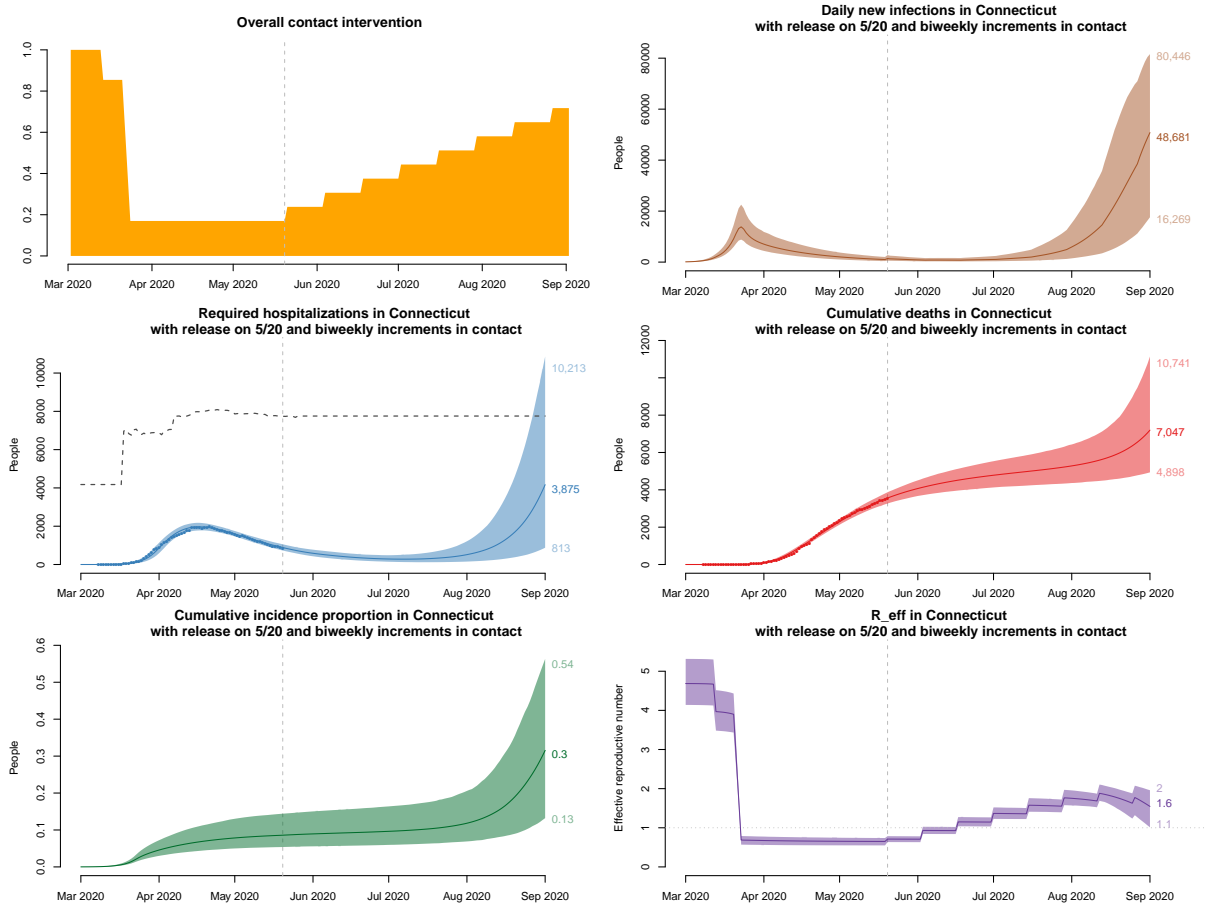 Overall contact intervention
1.0
0.8
0.6
0.4
0.2
0.0
Mar 2020 Apr 2020 May 2020 Jun 2020 Jul 2020 Aug 2020 Sep 2020
Daily new infections in Connecticut
with release on 5/20 and biweekly increments in contact
People
80000
60000
40000
20000
0
80,446
48,681
16,269
Mar 2020 Apr 2020 May 2020 Jun 2020 Jul 2020 Aug 2020 Sep 2020
Required hospitalizations in Connecticut
with release on 5/20 and biweekly increments in contact
People
10000
8000
6000
4000
2000
0
10,213
3,875
813
Mar 2020 Apr 2020 May 2020 Jun 2020 Jul 2020 Aug 2020 Sep 2020
Cumulative deaths in Connecticut
with release on 5/20 and biweekly increments in contact
People
12000
8000
6000
4000
2000
0
10,741
7,047
4,898
Mar 2020 Apr 2020 May 2020 Jun 2020 Jul 2020 Aug 2020 Sep 2020
Cumulative incidence proportion in Connecticut
with release on 5/20 and biweekly increments in contact
People
0.6
0.5
0.4
0.3
0.2
0.1
0.0
0.54
0.3
0.13
Mar 2020 Apr 2020 May 2020 Jun 2020 Jul 2020 Aug 2020 Sep 2020
R_eff in Connecticut
with release on 5/20 and biweekly increments in contact
Effective reproductive number
5
4
3
2
1
0
2
1.6
1.1
Mar 2020 Apr 2020 May 2020 Jun 2020 Jul 2020 Aug 2020 Sep 2020